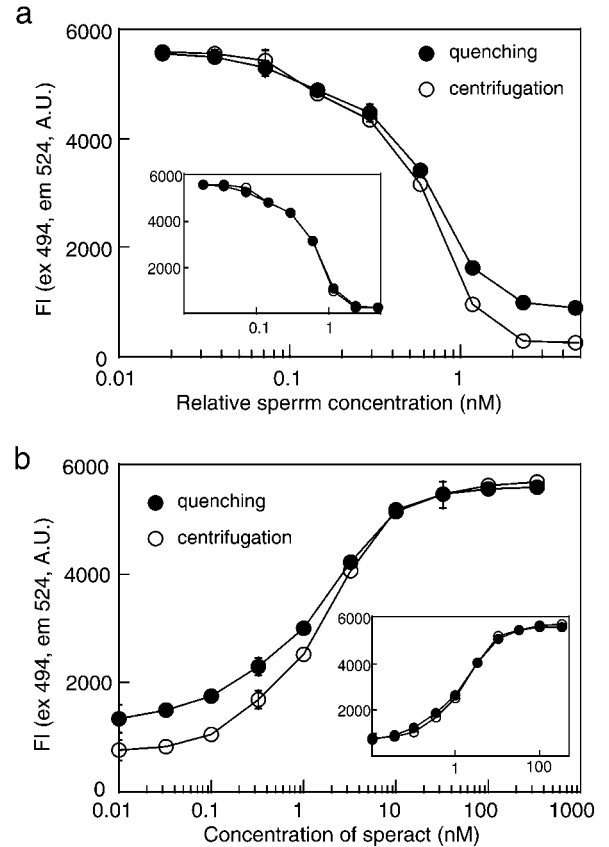 a
6000
4000
2000
0
FI (ex 494, em 524, A.U.)
quenching
centrifugation
6000
4000
2000
0.1 1
0.01 0.1 1
Relative sperrm concentration (nM)
b
6000
4000
2000
0
FI (ex 494, em 524, A.U.)
quenching
centrifugation
6000
4000
2000
1 100
0.01 0.1 1 10 100 1000
Concentration of speract (nM)